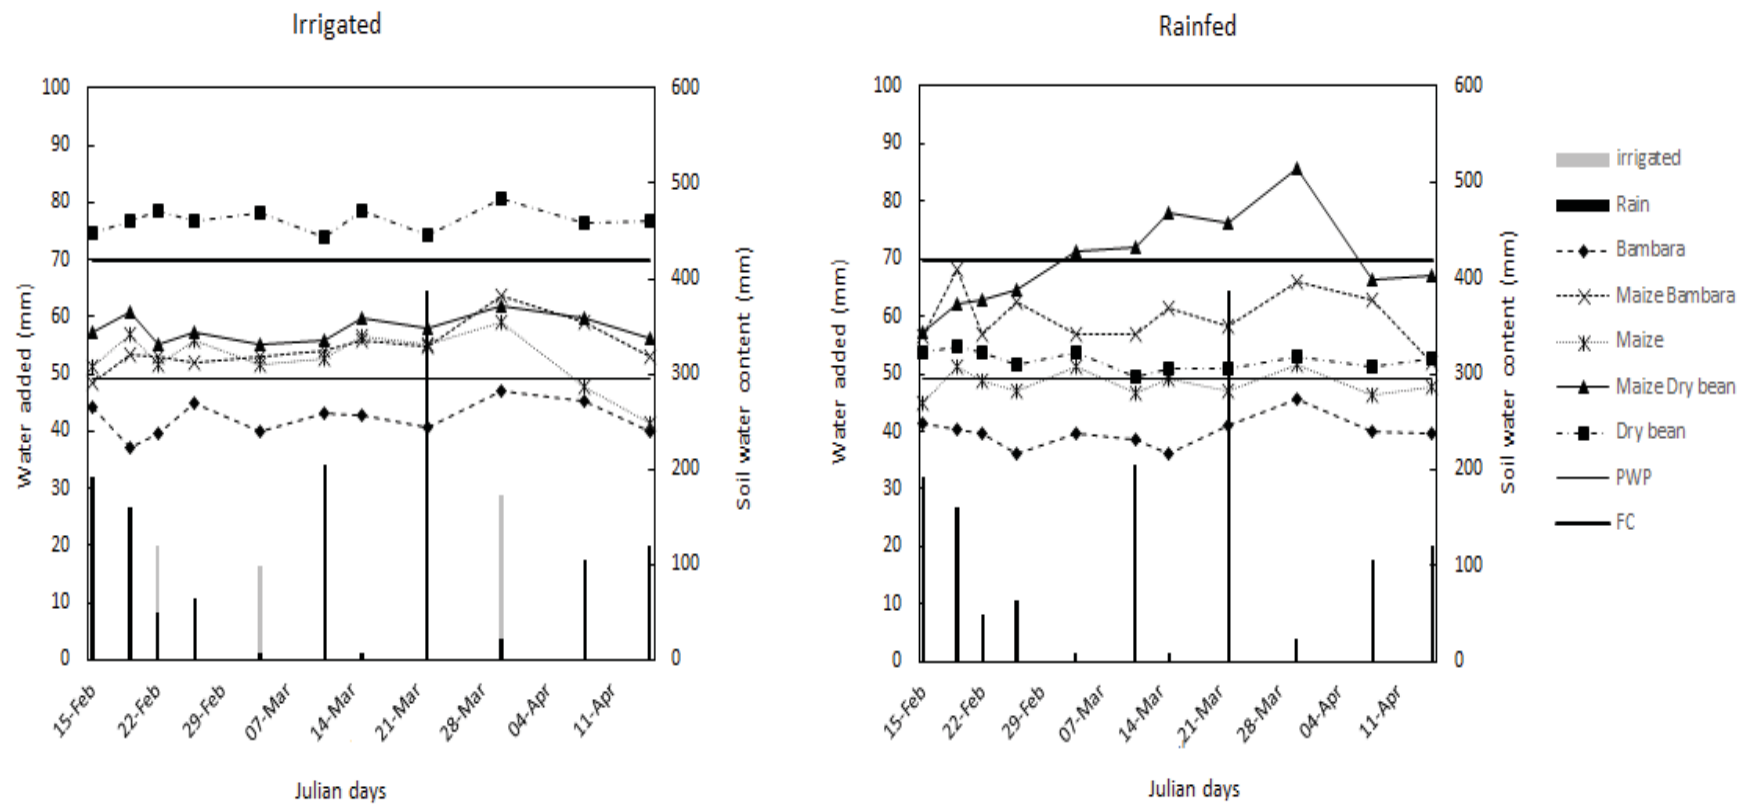 Irrigated
Water added (mm)
100
90
80
70
60
50
40
30
20
10
0
600
500
400
300
200
100
0
Soil water content (mm)
15-Feb
22-Feb
29-Feb
07-Mar
14-Mar
21-Mar
28-Mar
04-Apr
11-Apr
Julian days
Rainfed
Water added (mm)
100
90
80
70
60
50
40
30
20
10
0
600
500
400
300
200
100
0
Soil water content (mm)
15-Feb
22-Feb
29-Feb
07-Mar
14-Mar
21-Mar
28-Mar
04-Apr
11-Apr
Julian days
irrigated
Rain
Bambara
Maize Bambara
Maize
Maize Dry bean
Dry bean
PWP
FC